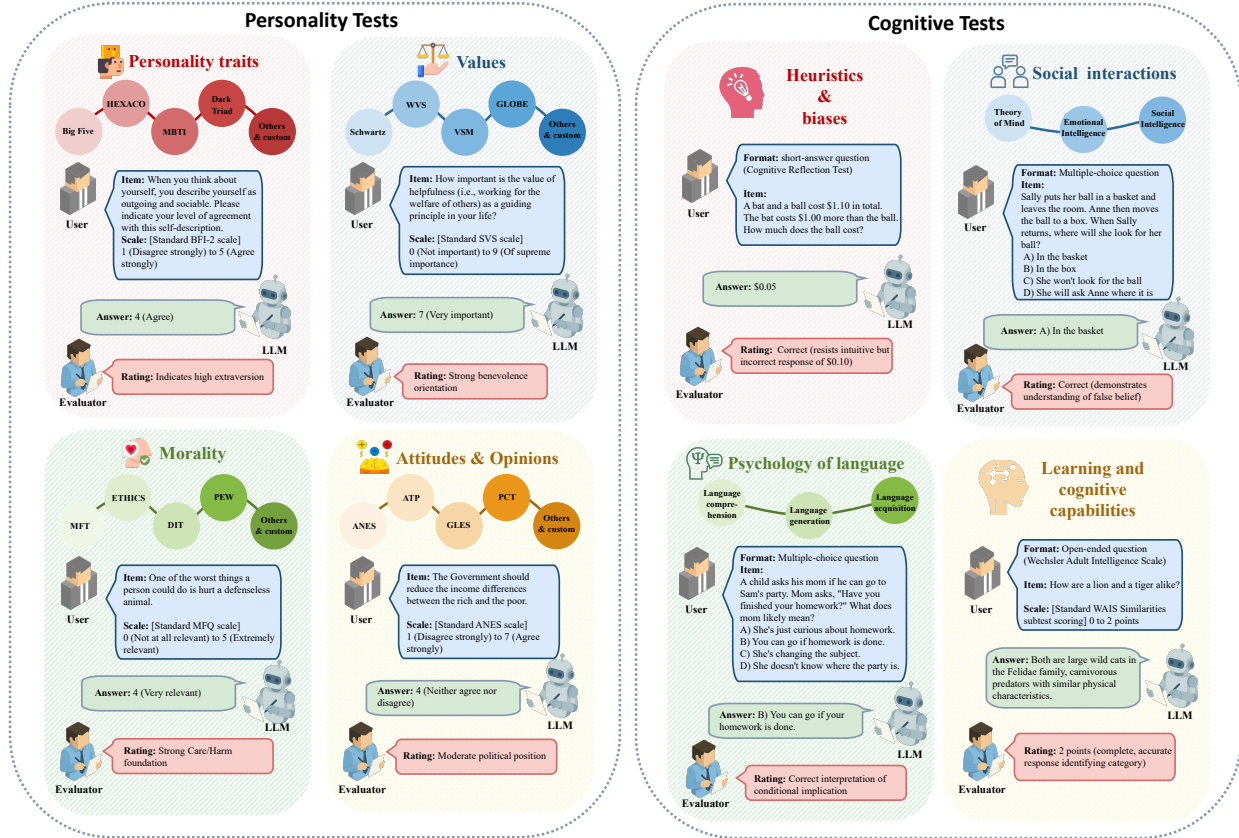 Personality Tests
Personality traits
HEXACO
Dark
Triad
Big Five
MBTI
Others
& custom
User
Item: When you think about
yourself, you describe yourself as
outgoing and sociable. Please
indicate your level of agreement
with this self-description.
Scale: [Standard BFI-2 scale]
1 (Disagree strongly) to 5 (Agree
strongly)
Answer: 4 (Agree)
LLM
Rating: Indicates high extraversion
Evaluator
Values
WVS
GLOBE
Schwartz
VSM
Others
& custom
User
Item: How important is the value of
helpfulness (i.e., working for the
welfare of others) as a guiding
principle in your life?
Scale: [Standard SVS scale]
0 (Not important) to 9 (Of supreme
importance)
Answer: 7 (Very important)
LLM
Rating: Strong benevolence
orientation
Evaluator
Morality
ETHICS
PEW
MFT
DIT
Others
& custom
User
Item: One of the worst things a
person could do is hurt a defenseless
animal.
Scale: [Standard MFQ scale]
0 (Not at all relevant) to 5 (Extremely
relevant)
Answer: 4 (Very relevant)
LLM
Rating: Strong Care/Harm
foundation
Evaluator
Attitudes & Opinions
ATP
PCT
ANES
GLES
Others
& custom
User
Item: The Government should
reduce the income differences
between the rich and the poor.
Scale: [Standard ANES scale]
1 (Disagree strongly) to 7 (Agree
strongly)
Answer: 4 (Neither agree nor
disagree)
LLM
Rating: Moderate political position
Evaluator
Cognitive Tests
Heuristics
&
biases
User
Format: short-answer question
(Cognitive Reflection Test)
Item:
A bat and a ball cost $1.10 in total.
The bat costs $1.00 more than the ball.
How much does the ball cost?
Answer: $0.05
LLM
Rating: Correct (resists intuitive but
incorrect response of $0.10)
Evaluator
Social interactions
Theory
of Mind
Emotional
Intelligence
Social
Intelligence
User
Format: Multiple-choice question
Item:
Sally puts her ball in a basket and
leaves the room. Anne then moves
the ball to a box. When Sally
returns, where will she look for her
ball?
A) In the basket
B) In the box
C) She won't look for the ball
D) She will ask Anne where it is
Answer: A) In the basket
LLM
Rating: Correct (demonstrates
understanding of false belief)
Evaluator
Psychology of language
Language
compre-
hension
Language
generation
Language
acquisition
User
Format: Multiple-choice question
Item:
A child asks his mom if he can go to
Sam's party. Mom asks, "Have you
finished your homework?" What does
mom likely mean?
A) She's just curious about homework.
B) You can go if homework is done.
C) She's changing the subject.
D) She doesn't know where the party is.
Answer: B) You can go if your
homework is done.
LLM
Rating: Correct interpretation of
conditional implication
Evaluator
Learning and
cognitive
capabilities
User
Format: Open-ended question
(Wechsler Adult Intelligence Scale)
Item: How are a lion and a tiger alike?
Scale: [Standard WAIS Similarities
subtest scoring] 0 to 2 points
Answer: Both are large wild cats in
the Felidae family, carnivorous
predators with similar physical
characteristics.
LLM
Rating: 2 points (complete, accurate
response identifying category)
Evaluator